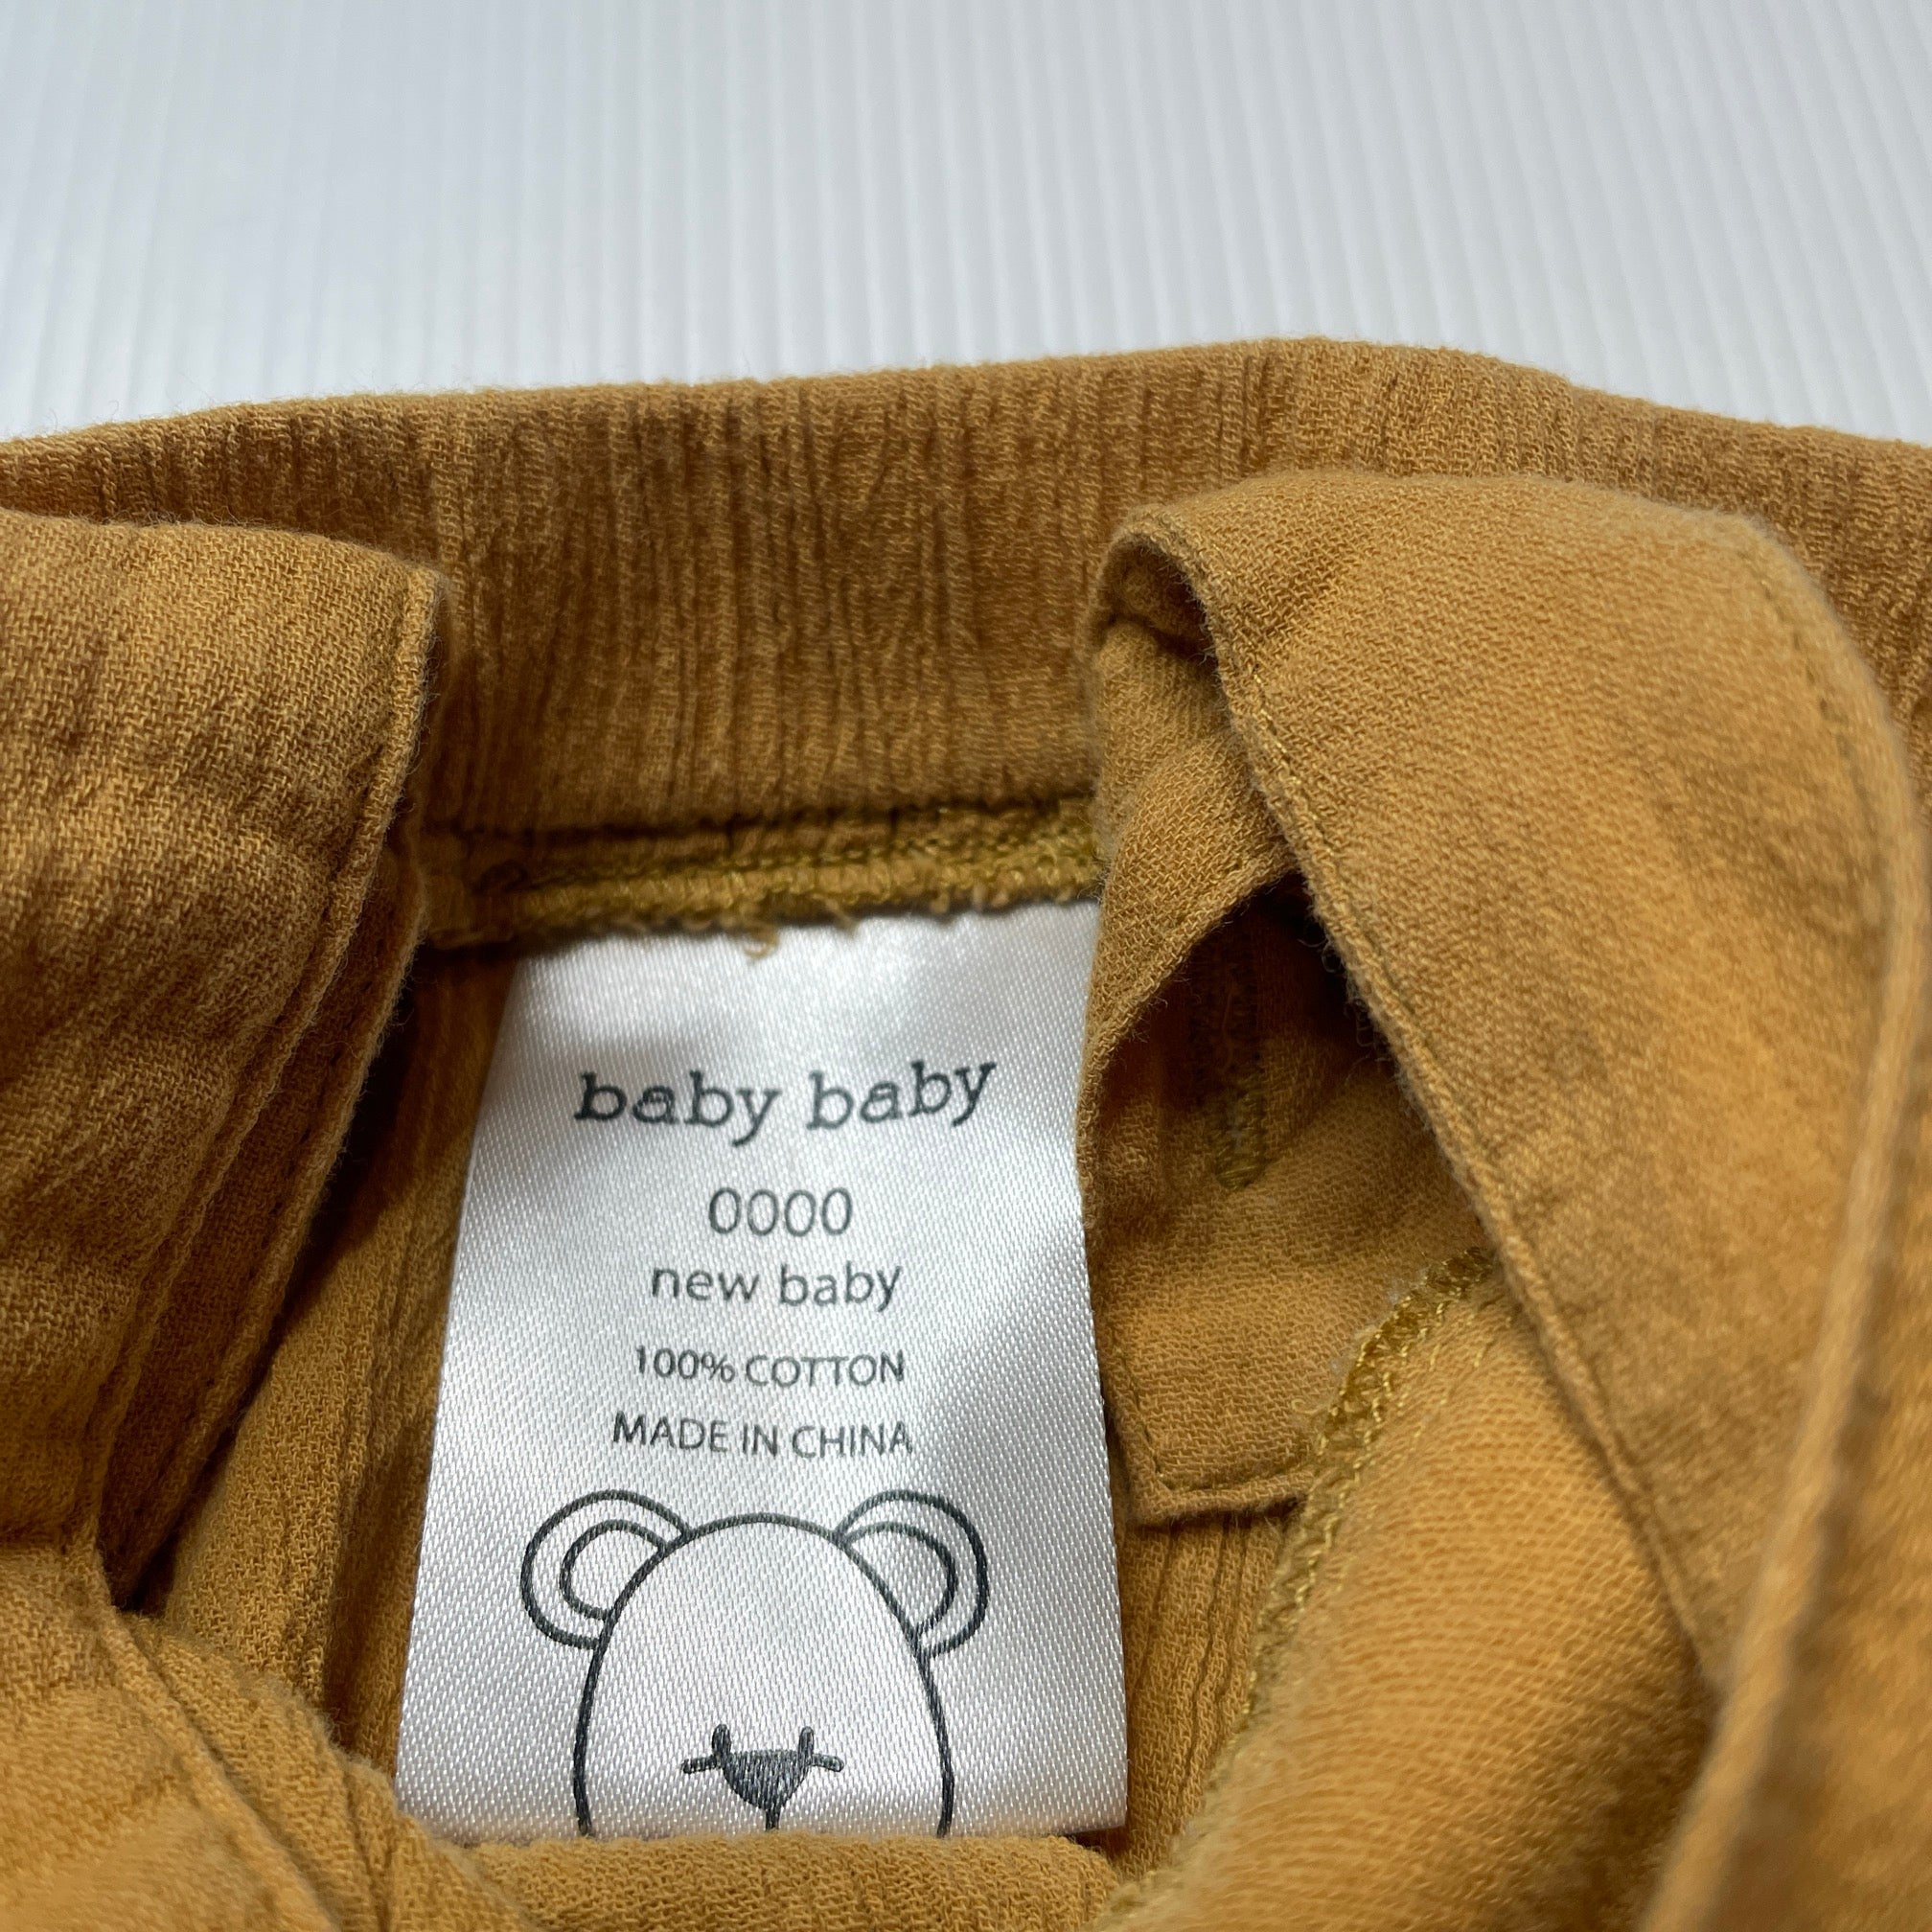 baby baby
0000
new baby
100% COTTON
MADE IN CHINA